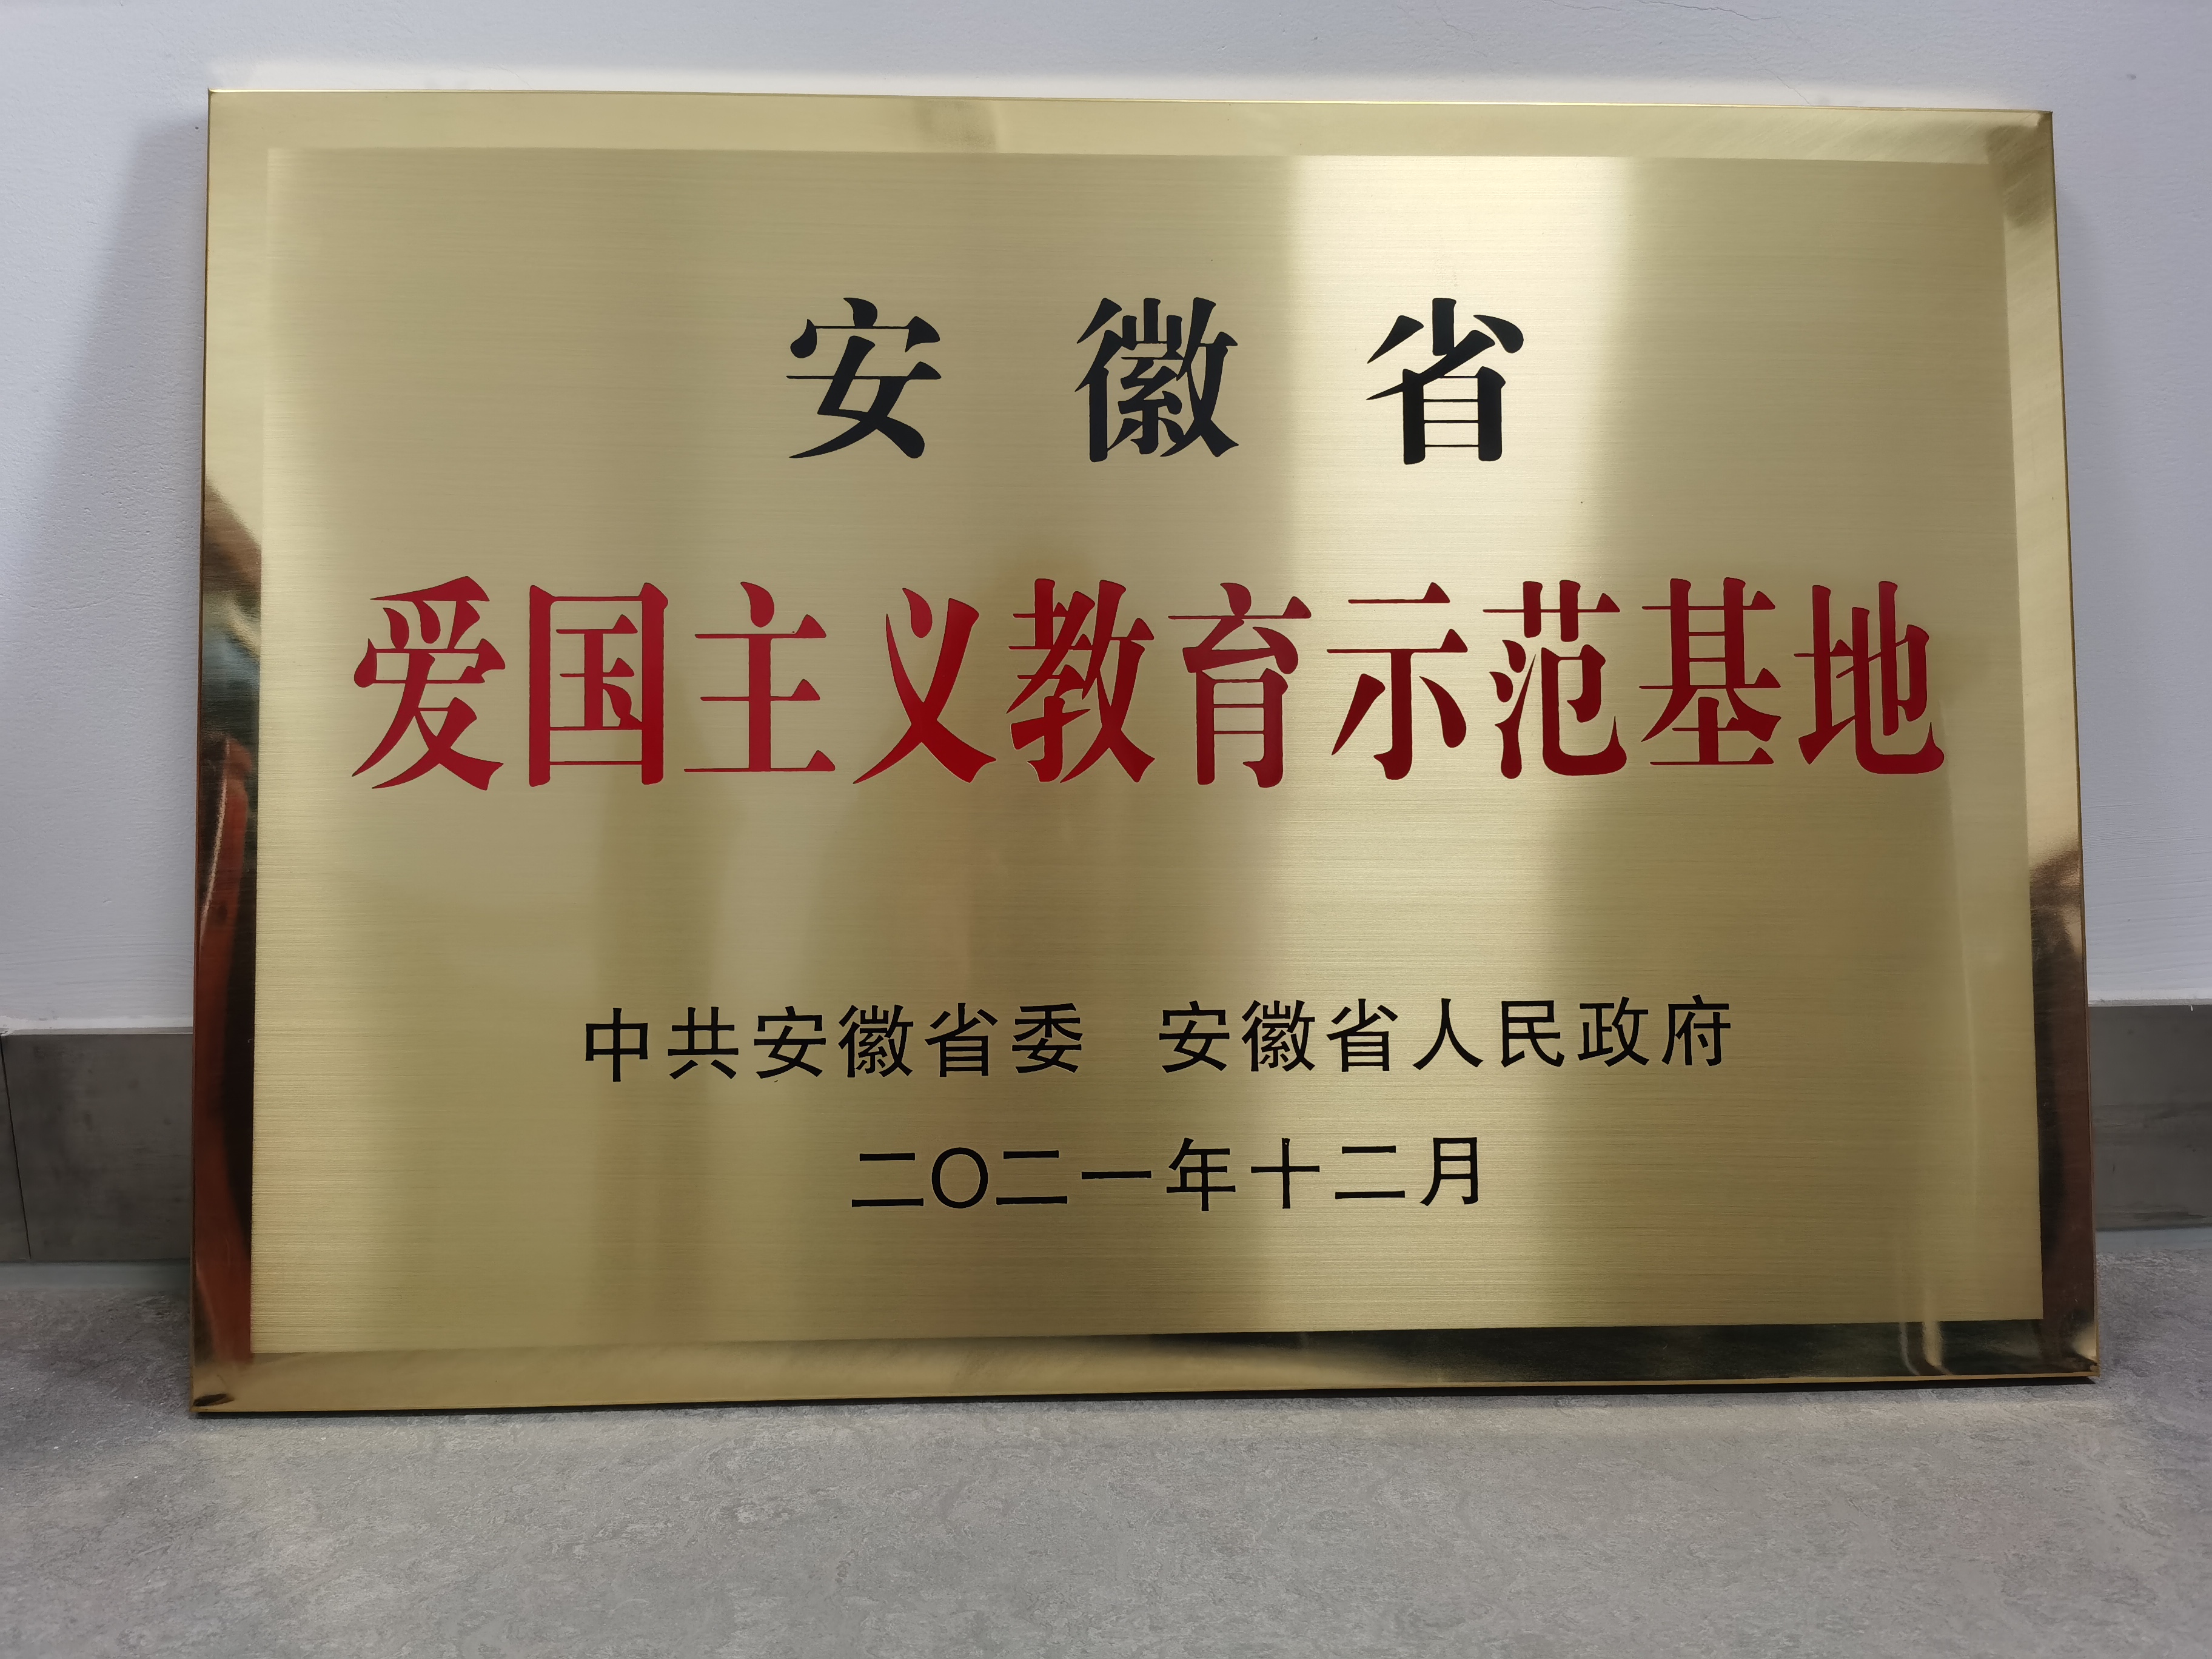 安徽省
爱国主义教育示范基地
中共安徽省委 安徽省人民政府
二〇二一年十二月